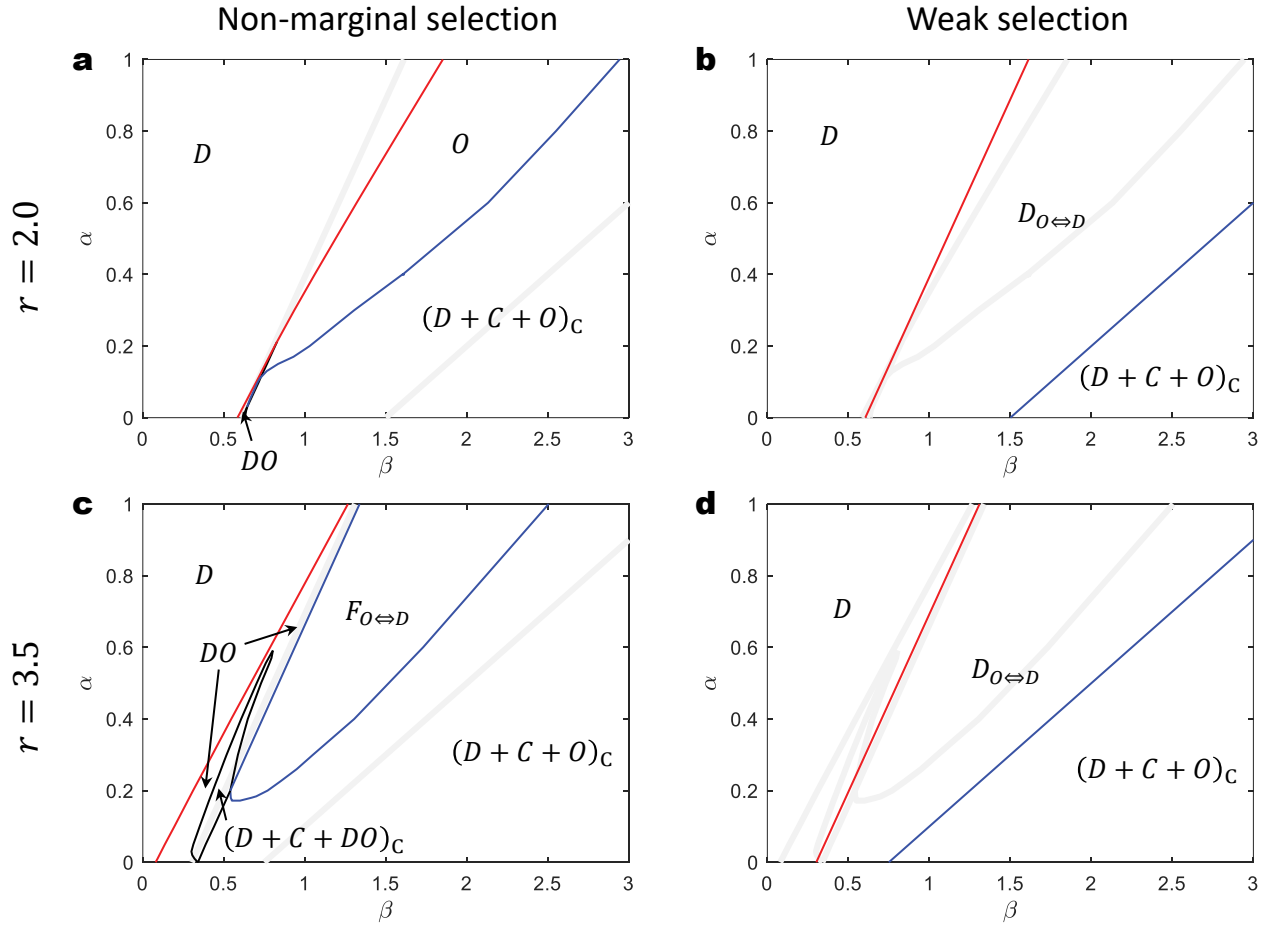 Non-marginal selection
Weak selection
r = 2.0
a
1
0.8
0.6
0.4
0.2
0
α
D
O
(D + C + O)C
DO
0 0.5 1 1.5 2 2.5 3
β
b
1
0.8
0.6
0.4
0.2
0
α
D
DO⇔D
(D + C + O)C
0 0.5 1 1.5 2 2.5 3
β
r = 3.5
c
1
0.8
0.6
0.4
0.2
0
α
D
DO
FO⇔D
(D + C + O)C
(D + C + DO)C
0 0.5 1 1.5 2 2.5 3
β
d
1
0.8
0.6
0.4
0.2
0
α
D
DO⇔D
(D + C + O)C
0 0.5 1 1.5 2 2.5 3
β